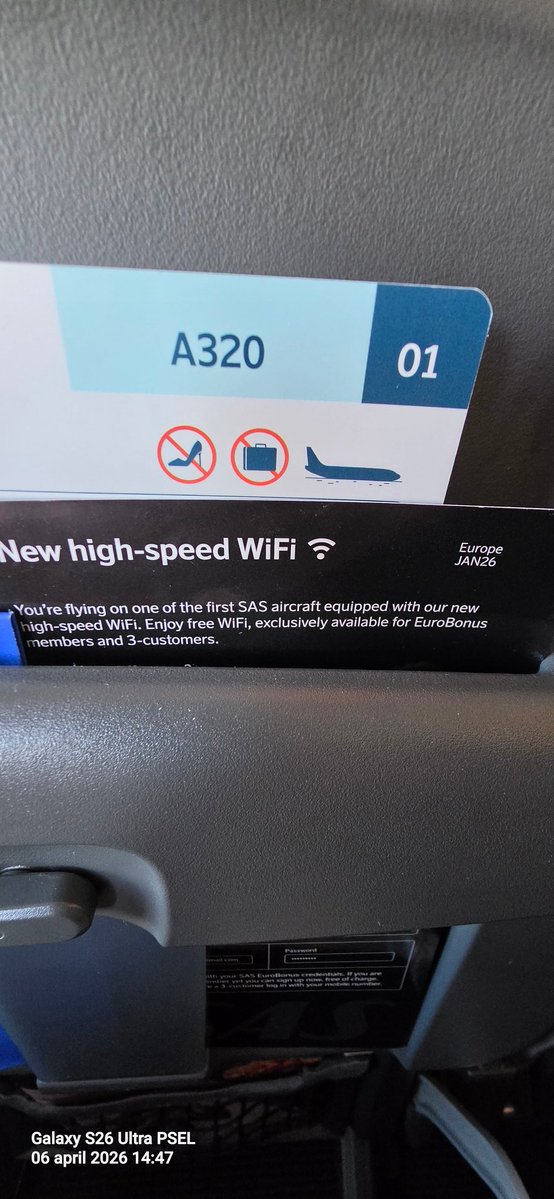 A320
01
New high-speed WiFi
Europe
JAN26
You're flying on one of the first SAS aircraft equipped with our new
high-speed WiFi. Enjoy free WiFi, exclusively available for EuroBonus
members and 3-customers.
Password
mail.com
with your SAS EuroBonus credentials. If you are
yet you can sign up now, free of charge.
a 3-customer log in with your mobile number.
Galaxy S26 Ultra PSEL
06 april 2026 14:47